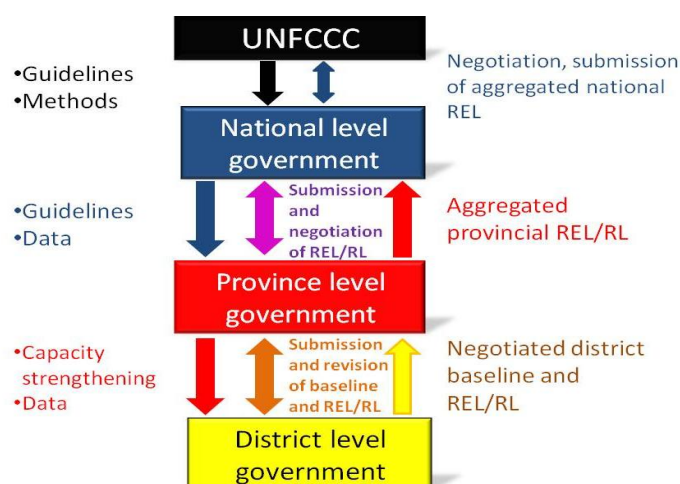 UNFCCC
•Guidelines
•Methods
Negotiation, submission
of aggregated national
REL
National level
government
•Guidelines
•Data
Submission
and
negotiation
of REL/RL
Aggregated
provincial REL/RL
Province level
government
•Capacity
strengthening
•Data
Submission
and revision
of baseline
and REL/RL
Negotiated district
baseline and
REL/RL
District level
government